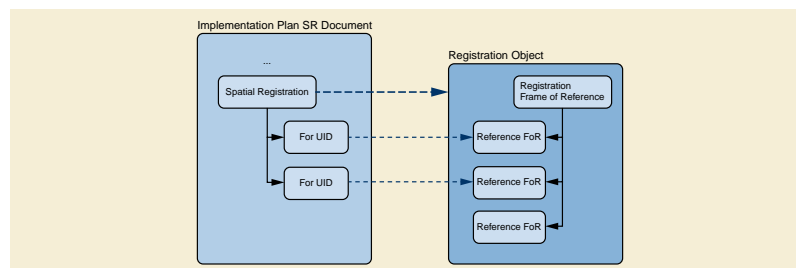 Implementation Plan SR Document
...
Spatial Registration
For UID
For UID
Registration Object
Registration
Frame of Reference
Reference FoR
Reference FoR
Reference FoR